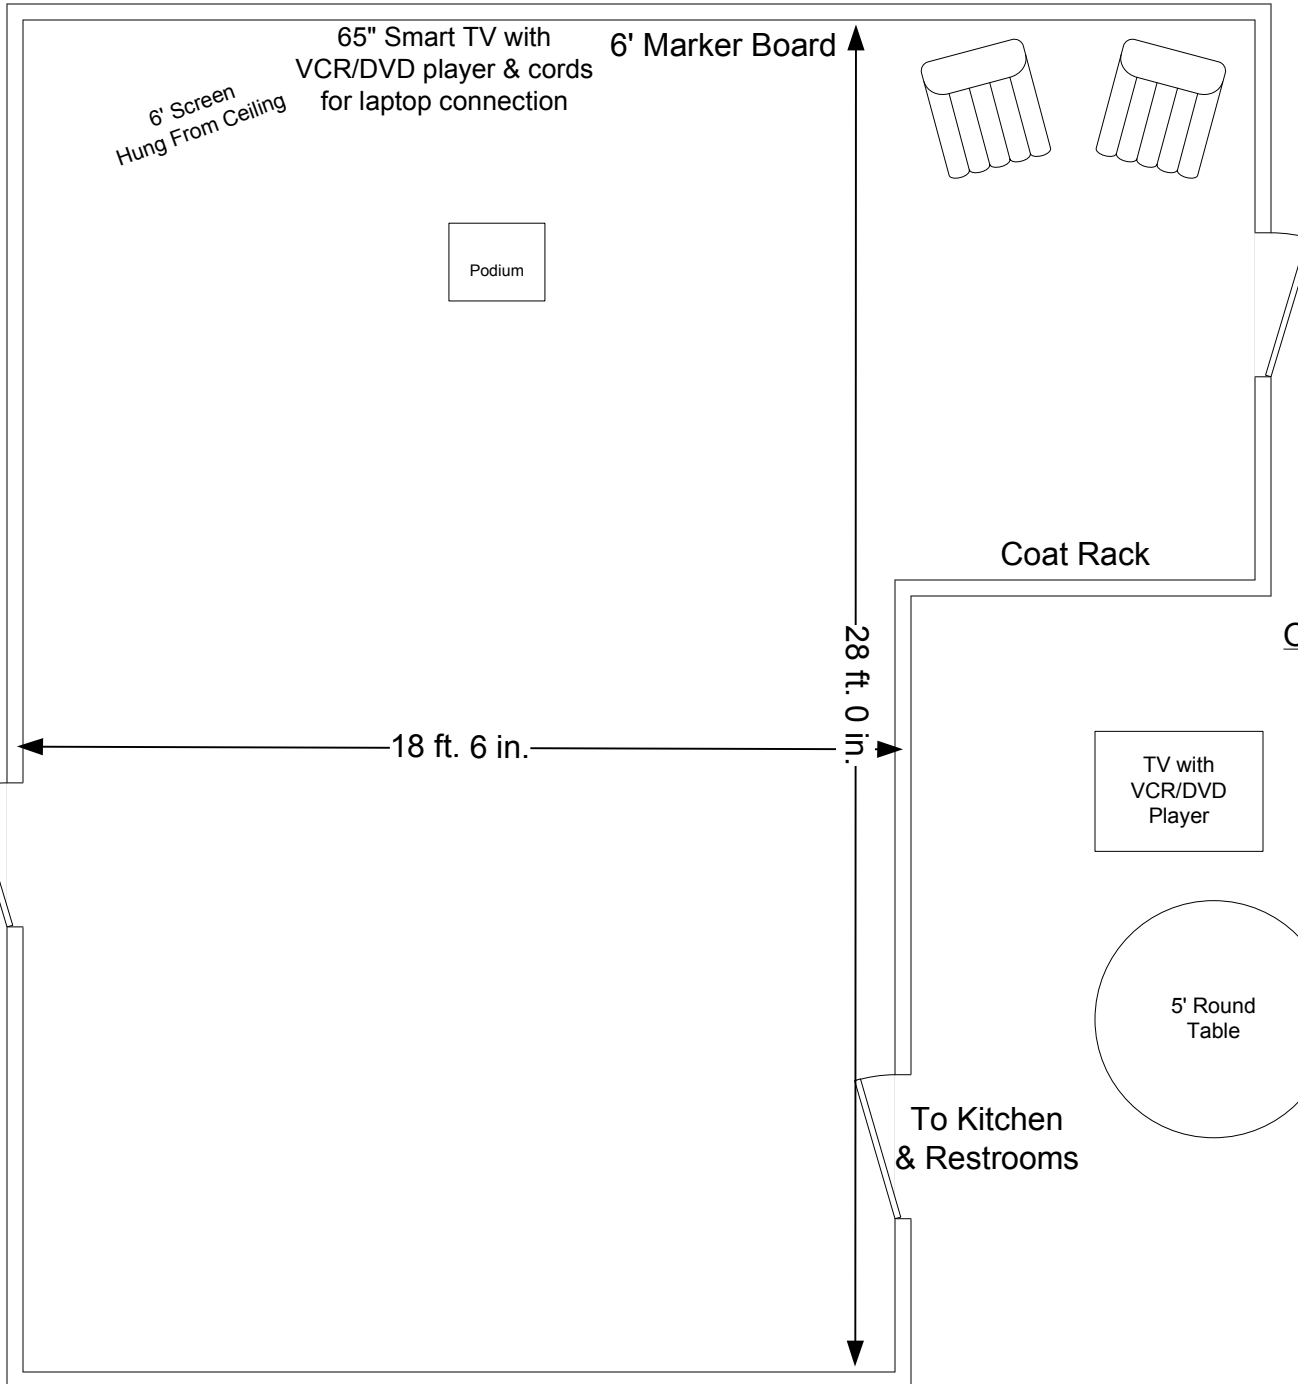 65" Smart TV with
VCR/DVD player & cords
for laptop connection
6' Marker Board
6' Screen
Hung From Ceiling
Podium
Coat Rack
28 ft. 0 in.
18 ft. 6 in.
TV with
VCR/DVD
Player
5' Round
Table
To Kitchen
& Restrooms